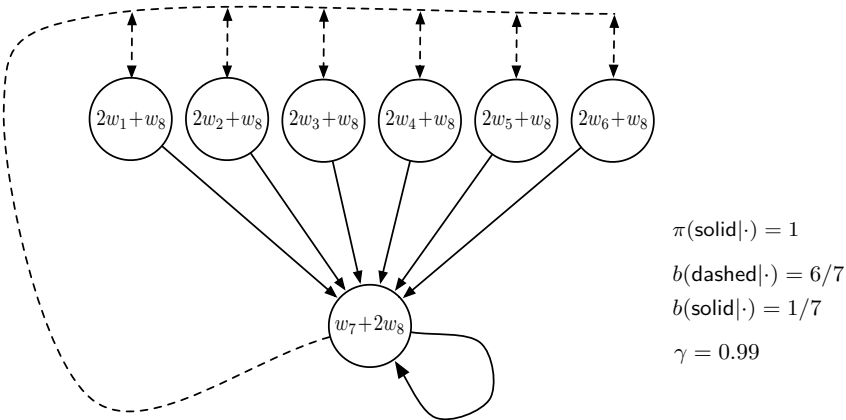 2w₁+w₈ 2w₂+w₈ 2w₃+w₈ 2w₄+w₈ 2w₅+w₈ 2w₆+w₈
π(solid|·) = 1
b(dashed|·) = 6/7
b(solid|·) = 1/7
w₇+2w₈
γ = 0.99